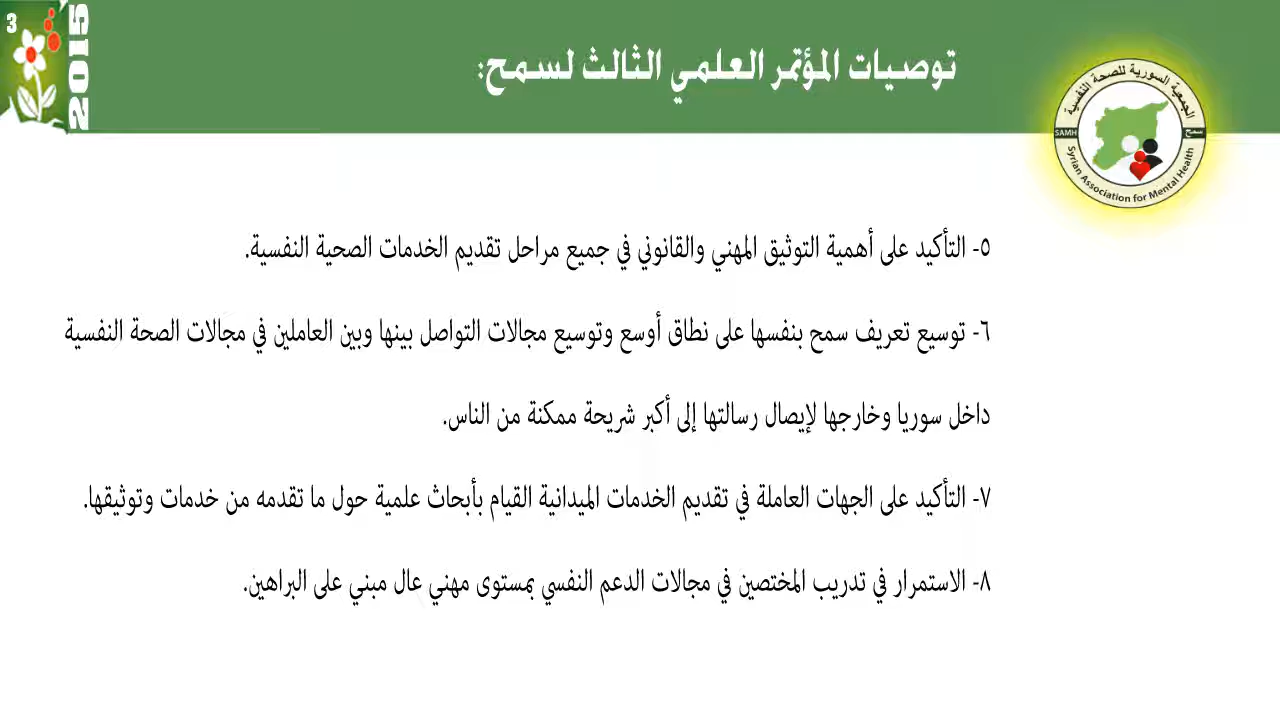 3
2015
توصيات المؤتمر العلمي الثالث لسمح:
الجمعية السورية للصحة النفسية
SAMH
سمح
Syrian Association for Mental Health
٥- التأكيد على أهمية التوثيق المهني والقانوني في جميع مراحل تقديم الخدمات الصحية النفسية.
٦- توسيع تعريف سمح بنفسها على نطاق أوسع وتوسيع مجالات التواصل بينها وبين العاملين في مجالات الصحة النفسية
داخل سوريا وخارجها لإيصال رسالتها إلى أكبر شريحة ممكنة من الناس.
٧- التأكيد على الجهات العاملة في تقديم الخدمات الميدانية القيام بأبحاث علمية حول ما تقدمه من خدمات وتوثيقها.
٨- الاستمرار في تدريب المختصين في مجالات الدعم النفسي بمستوى مهني عال مبني على البراهين.